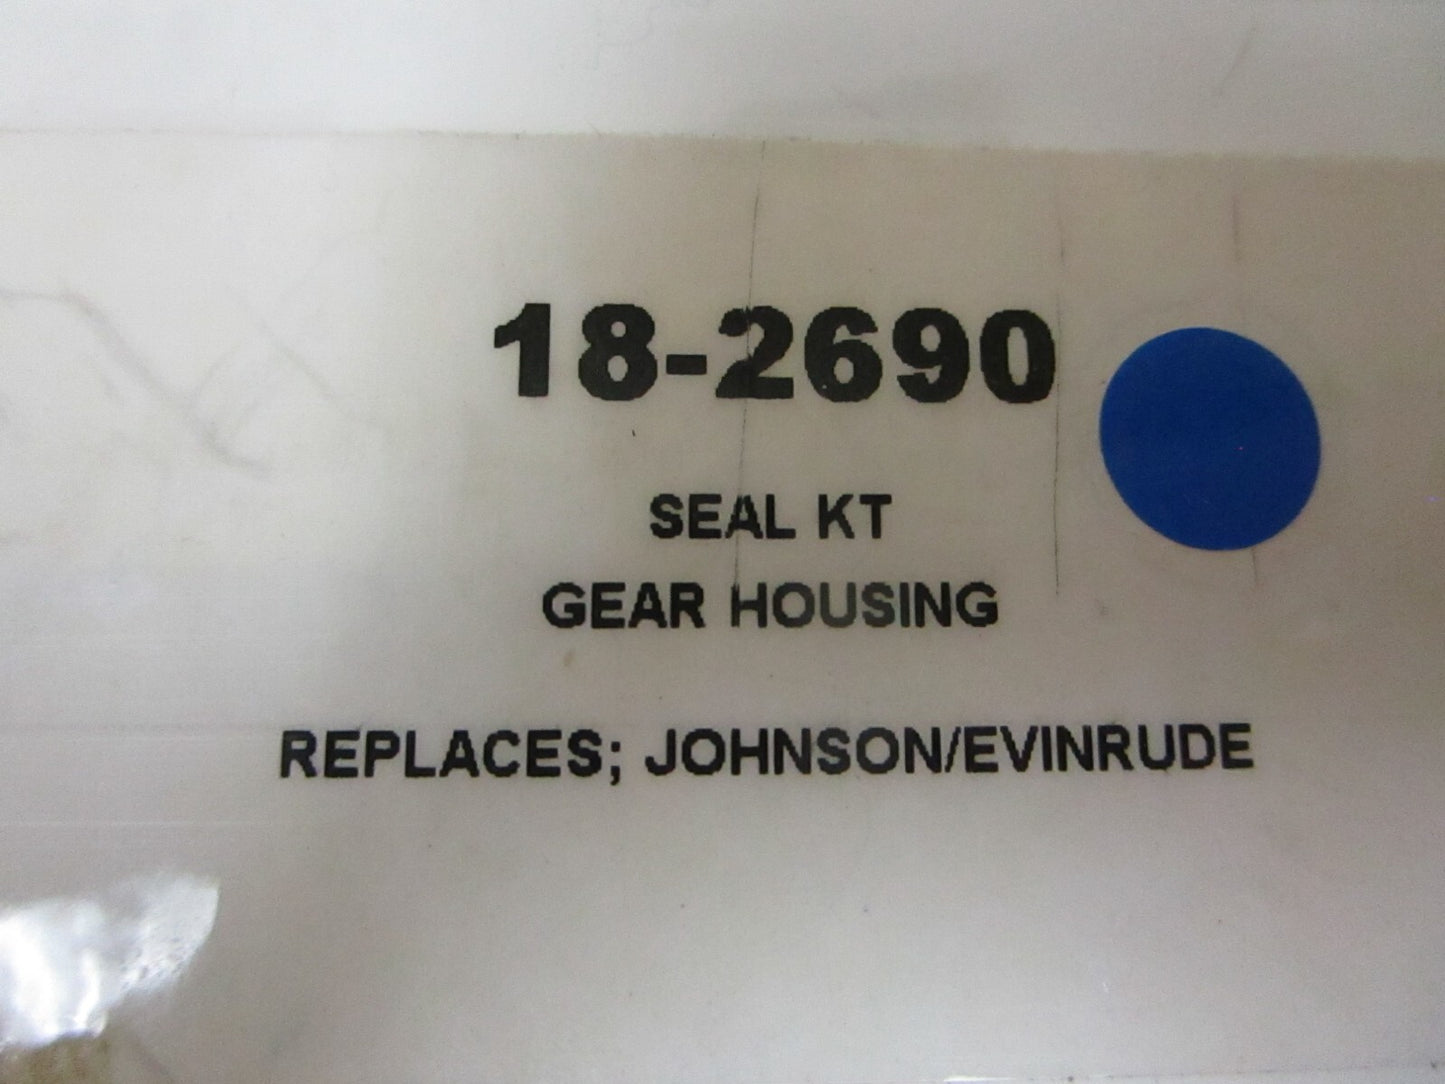 18-2690
SEAL KT
GEAR HOUSING
REPLACES; JOHNSON/EVINRUDE